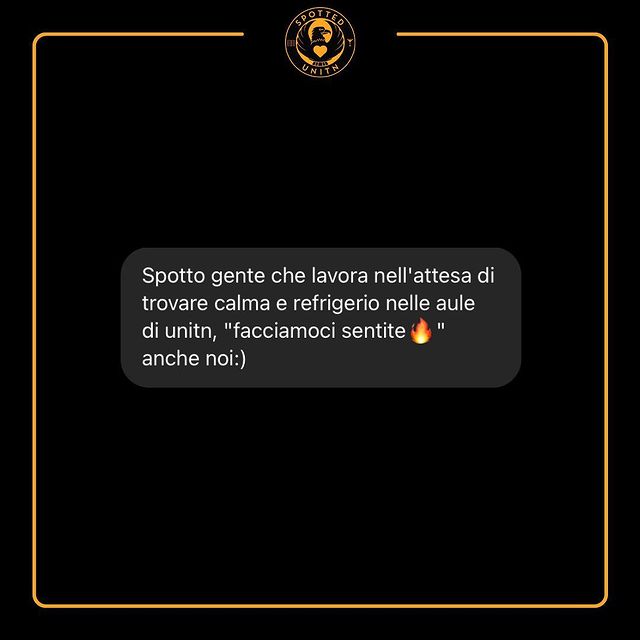 SPOTTED
UNITN
Spotto gente che lavora nell'attesa di
trovare calma e refrigerio nelle aule
di unitn, "facciamoci sentite🔥"
anche noi:)